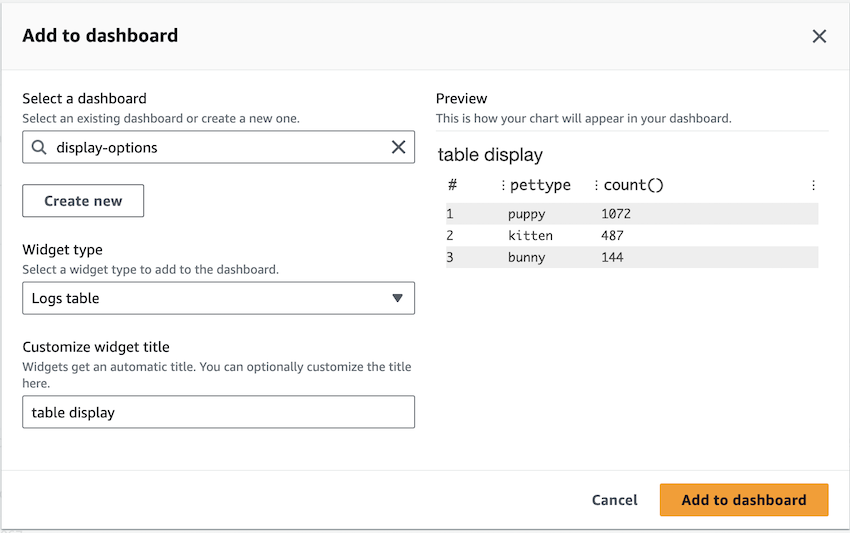 Add to dashboard
Select a dashboard
Select an existing dashboard or create a new one.
display-options
Create new
Widget type
Select a widget type to add to the dashboard.
Logs table
Customize widget title
Widgets get an automatic title. You can optionally customize the title
here.
table display
Preview
This is how your chart will appear in your dashboard.
table display
# pettype count()
1 puppy 1072
2 kitten 487
3 bunny 144
Cancel
Add to dashboard